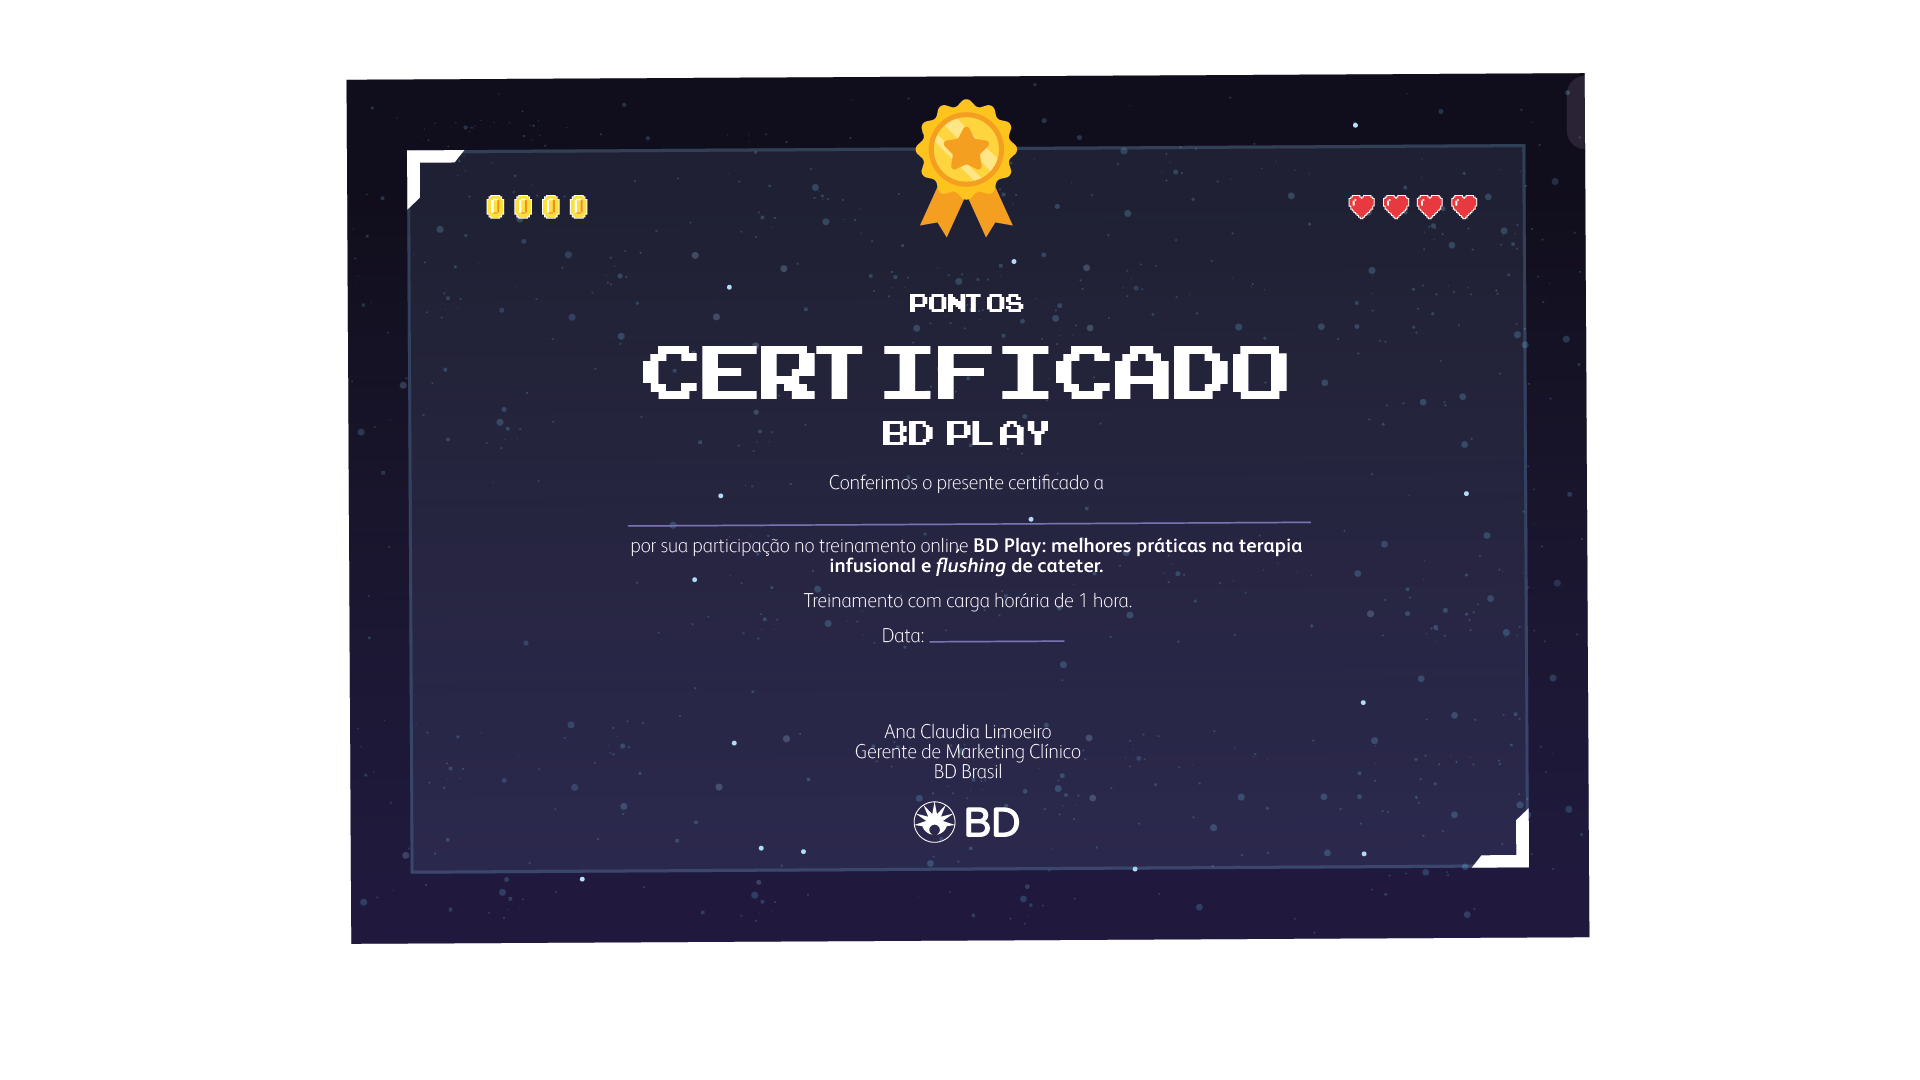 PONTOS
CERTIFICADO
BD PLAY
Conferimos o presente certificado a
por sua participação no treinamento online BD Play: melhores práticas na terapia
infusional e flushing de cateter.
Treinamento com carga horária de 1 hora.
Data:
Ana Claudia Limoeiro
Gerente de Marketing Clínico
BD Brasil
BD